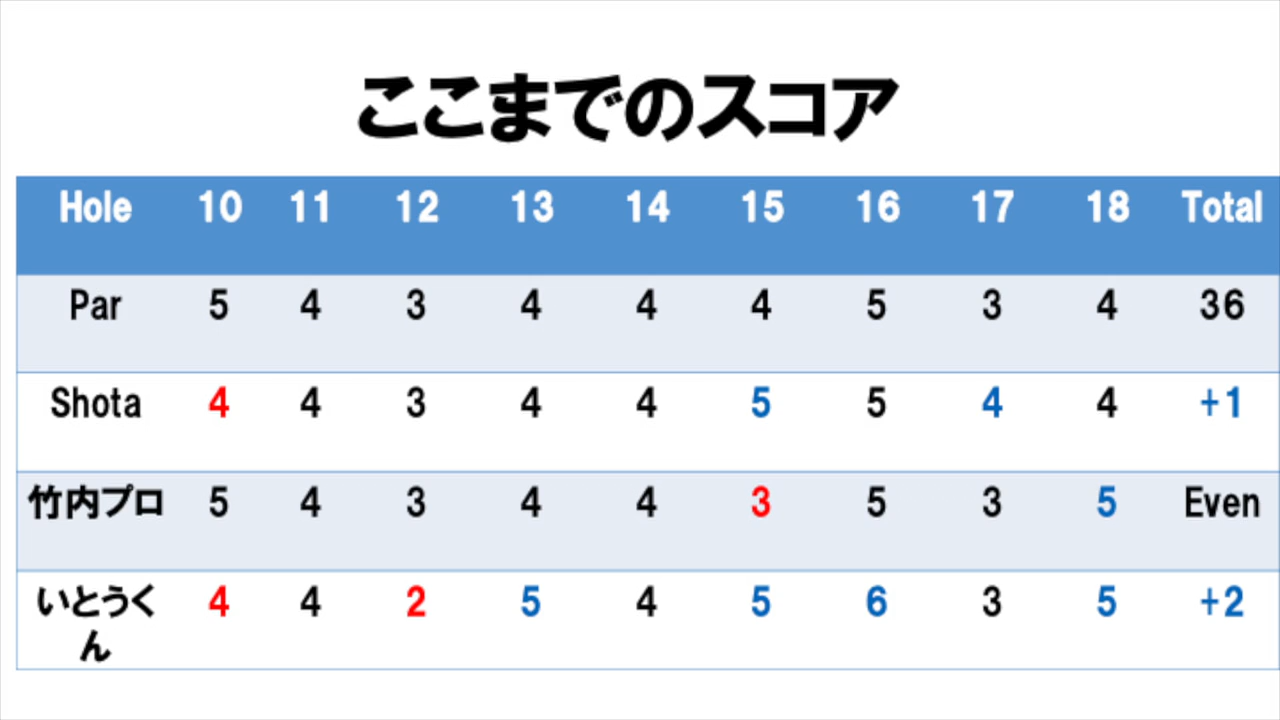 ここまでのスコア
Hole 10 11 12 13 14 15 16 17 18 Total
Par 5 4 3 4 4 4 5 3 4 36
Shota 4 4 3 4 4 5 5 4 4 +1
竹内プロ 5 4 3 4 4 3 5 3 5 Even
いとうく 4 4 2 5 4 5 6 3 5 +2
ん